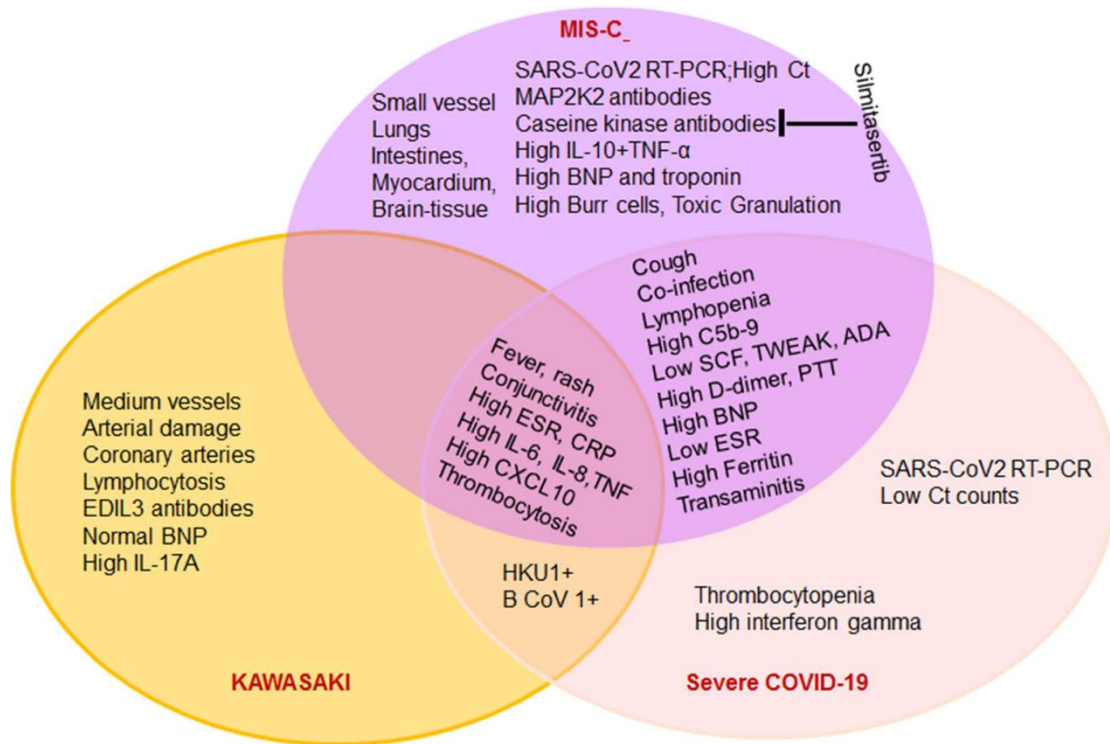 MIS-C_
SARS-CoV2 RT-PCR;High Ct
MAP2K2 antibodies
Caseine kinase antibodies
High IL-10+TNF-α
High BNP and troponin
High Burr cells, Toxic Granulation
Small vessel
Lungs
Intestines,
Myocardium,
Brain-tissue
Silmitasertib
Cough
Co-infection
Lymphopenia
High C5b-9
Low SCF, TWEAK, ADA
High D-dimer, PTT
High BNP
Low ESR
High Ferritin
Transaminitis
Fever, rash
Conjunctivitis
High ESR, CRP
High IL-6, IL-8,TNF
High CXCL10
Thrombocytosis
Medium vessels
Arterial damage
Coronary arteries
Lymphocytosis
EDIL3 antibodies
Normal BNP
High IL-17A
SARS-CoV2 RT-PCR
Low Ct counts
HKU1+
B CoV 1+
Thrombocytopenia
High interferon gamma
KAWASAKI
Severe COVID-19